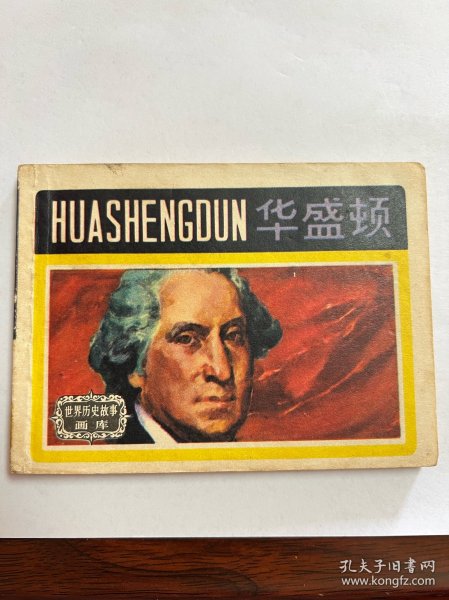 HUASHENGDUN 华盛顿
世界历史故事
画库
孔夫子旧书网
www.kongfz.com